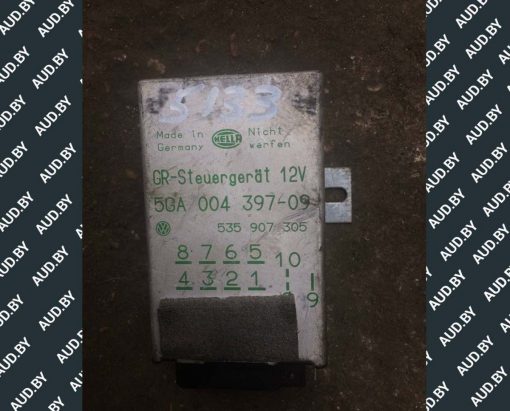 5133
Made in
Germany
HELLA
Nicht
werfen
GR-Steuergerät 12V
5GA 004 397-09
535 907 305
8 7 6 5
4 3 2 1
10
9
AUD.BY